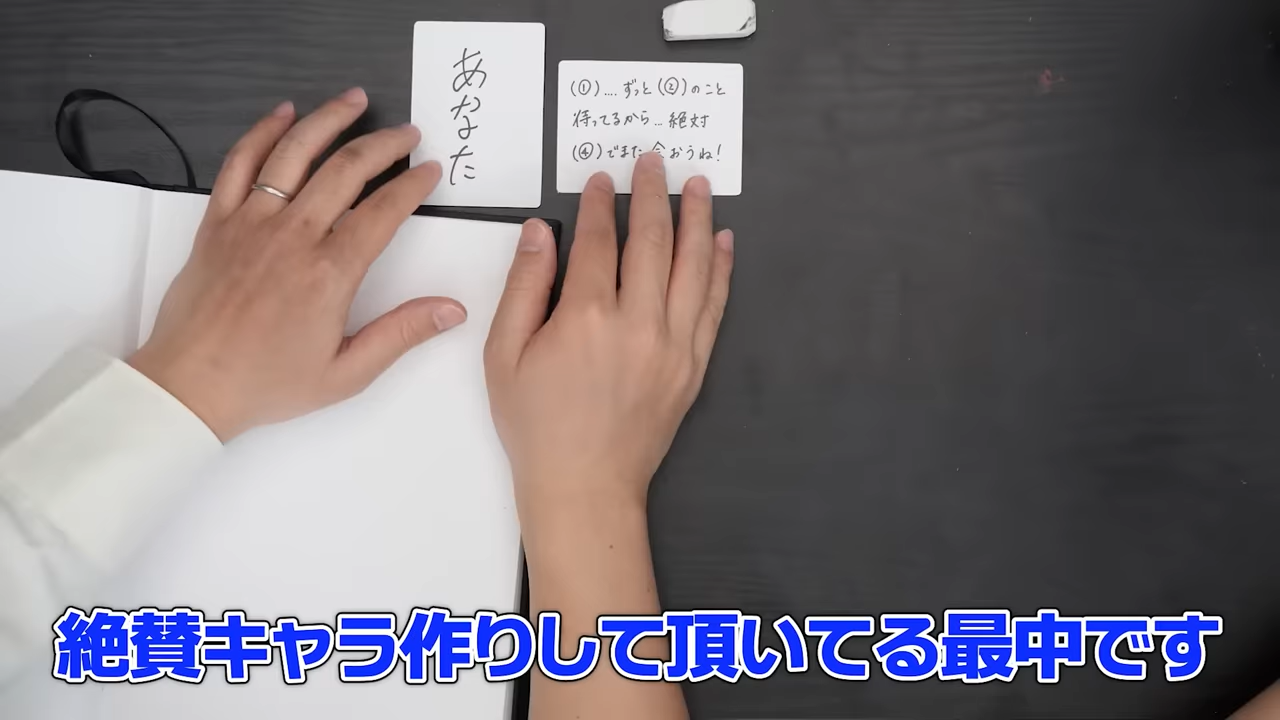 あなた
(①)....ずっと(②)のこと
待ってるから...絶対
(④)でまた会おうね!
絶賛キャラ作りして頂いてる最中です